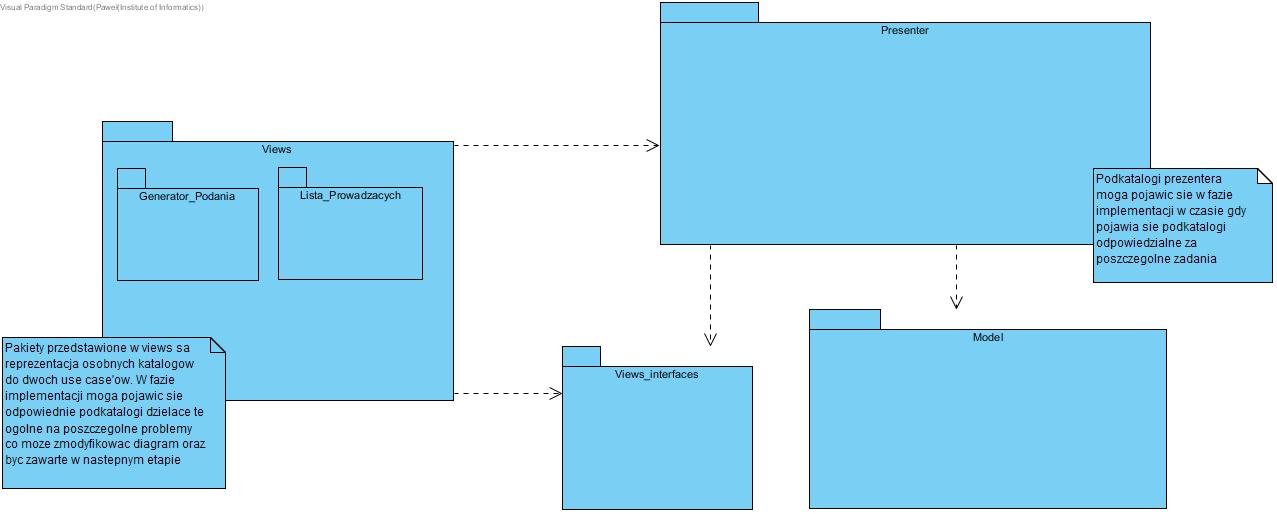 Visual Paradigm Standard(Paweł(Institute of Informatics))
Presenter
Views
Generator_Podania
Lista_Prowadzacych
Podkatalogi prezentera
moga pojawic sie w fazie
implementacji w czasie gdy
pojawia sie podkatalogi
odpowiedzialne za
poszczegolne zadania
Pakiety przedstawione w views sa
reprezentacja osobnych katalogow
do dwoch use case'ow. W fazie
implementacji moga pojawic sie
odpowiednie podkatalogi dzielace te
ogolne na poszczegolne problemy
co moze zmodyfikowac diagram oraz
byc zawarte w nastepnym etapie
Views_interfaces
Model